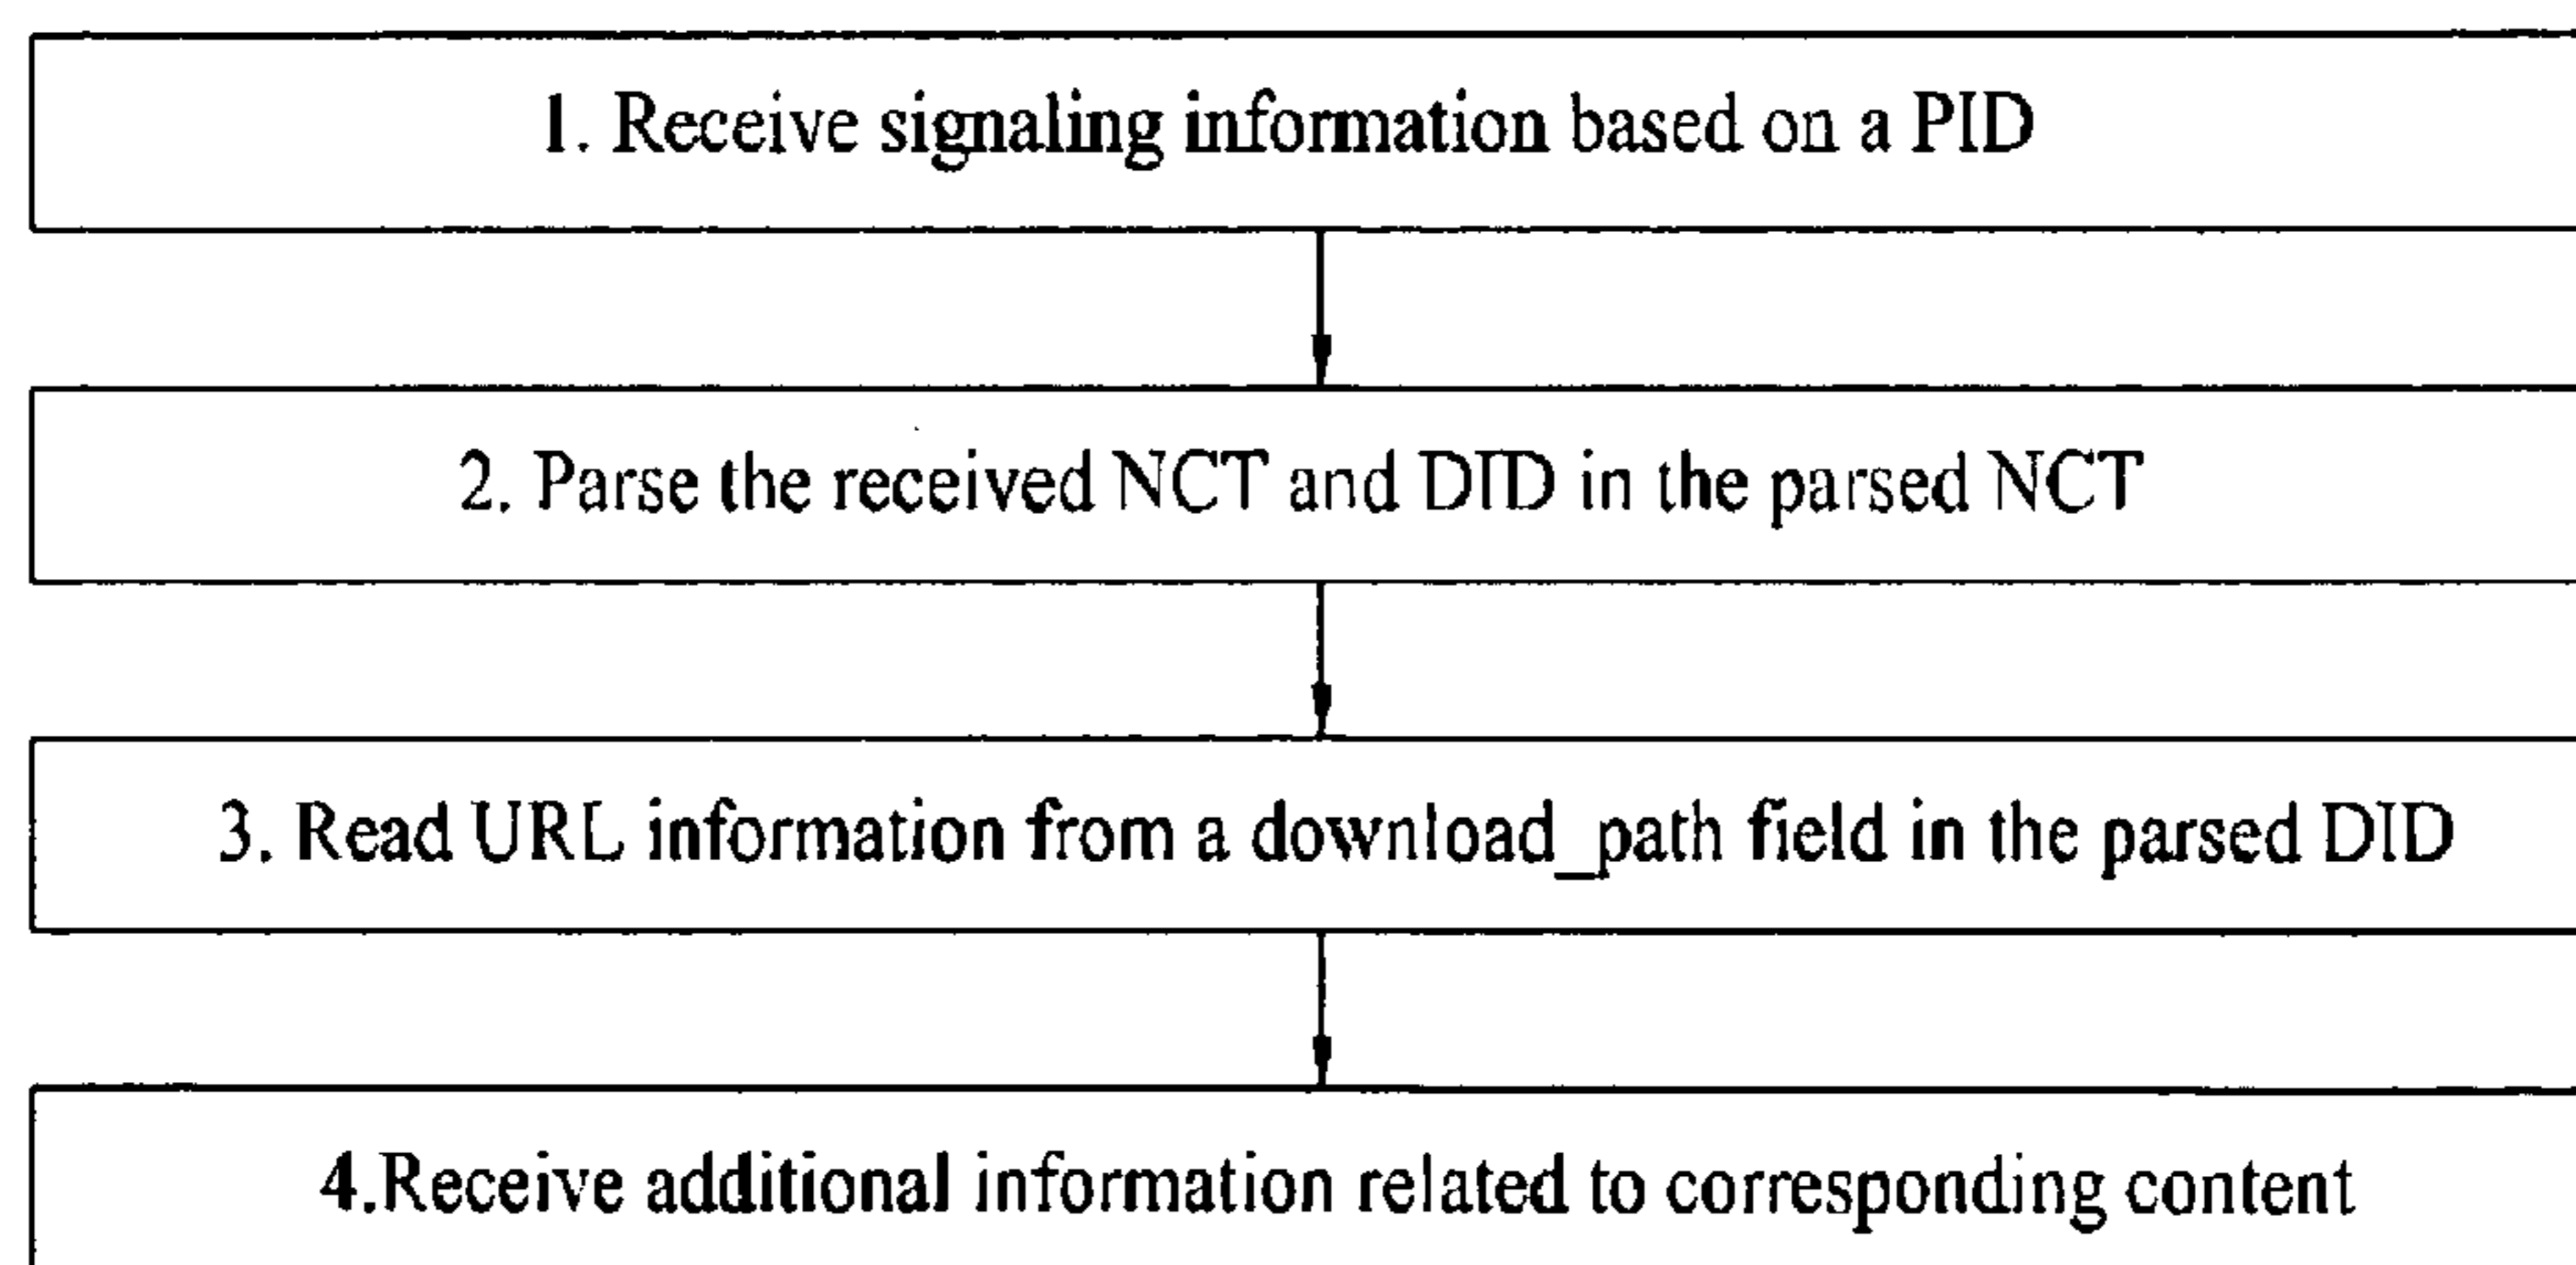 1. Receive signaling information based on a PID
2. Parse the received NCT and DID in the parsed NCT
3. Read URL information from a download_path field in the parsed DID
4.Receive additional information related to corresponding content